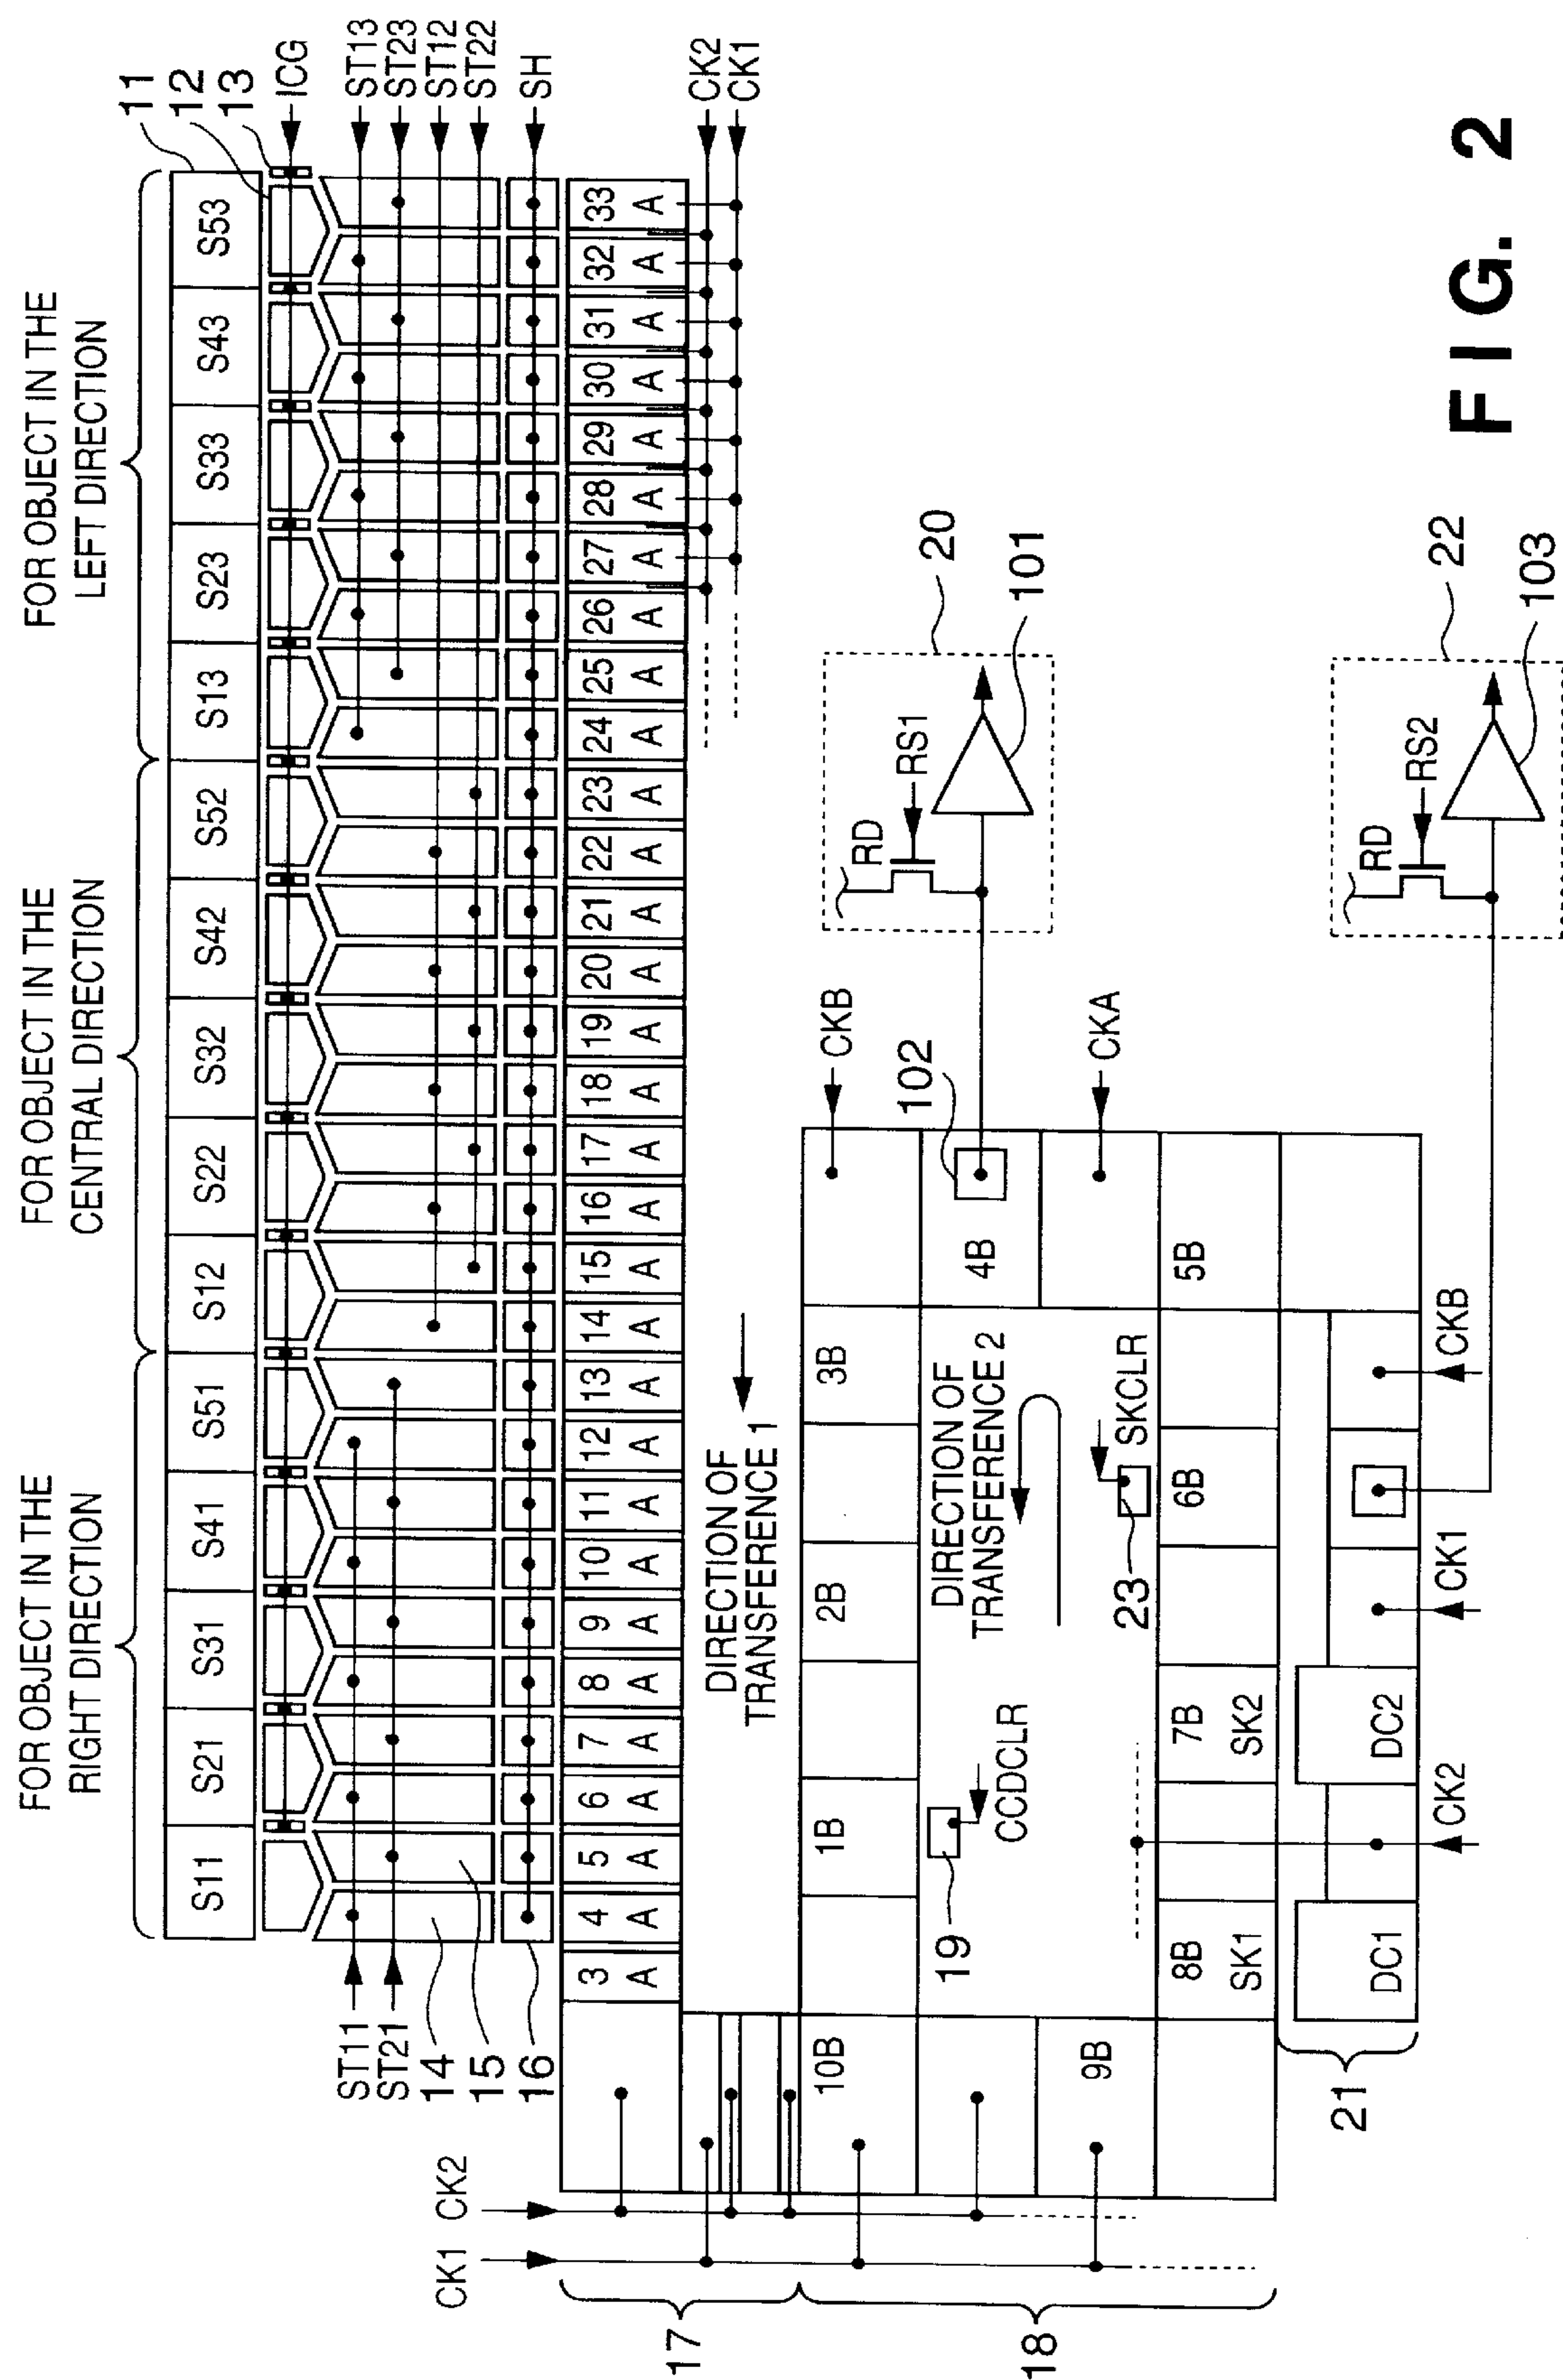 FOR OBJECT IN THE
RIGHT DIRECTION
FOR OBJECT IN THE
CENTRAL DIRECTION
FOR OBJECT IN THE
LEFT DIRECTION
11
12
13
S11 S21 S31 S41 S51 S12 S22 S32 S42 S52 S13 S23 S33 S43 S53
ICG
ST11
ST21
14
15
16
ST13
ST23
ST12
ST22
SH
3 4 5 6 7 8 9 10 11 12 13 14 15 16 17 18 19 20 21 22 23 24 25 26 27 28 29 30 31 32 33
A A A A A A A A A A A A A A A A A A A A A A A A A A A A A A A
CK2
CK1
CK1
CK2
17
DIRECTION OF
TRANSFERENCE 1
10B
1B
2B
3B
CKB
RD
RS1
20
101
19
CCDCLR
DIRECTION OF
TRANSFERENCE 2
4B
102
9B
23
SKCLR
CKA
18
8B
SK1
7B
SK2
6B
5B
21
DC1
DC2
CK2
CK1
CKB
RD
RS2
22
103
FIG. 2